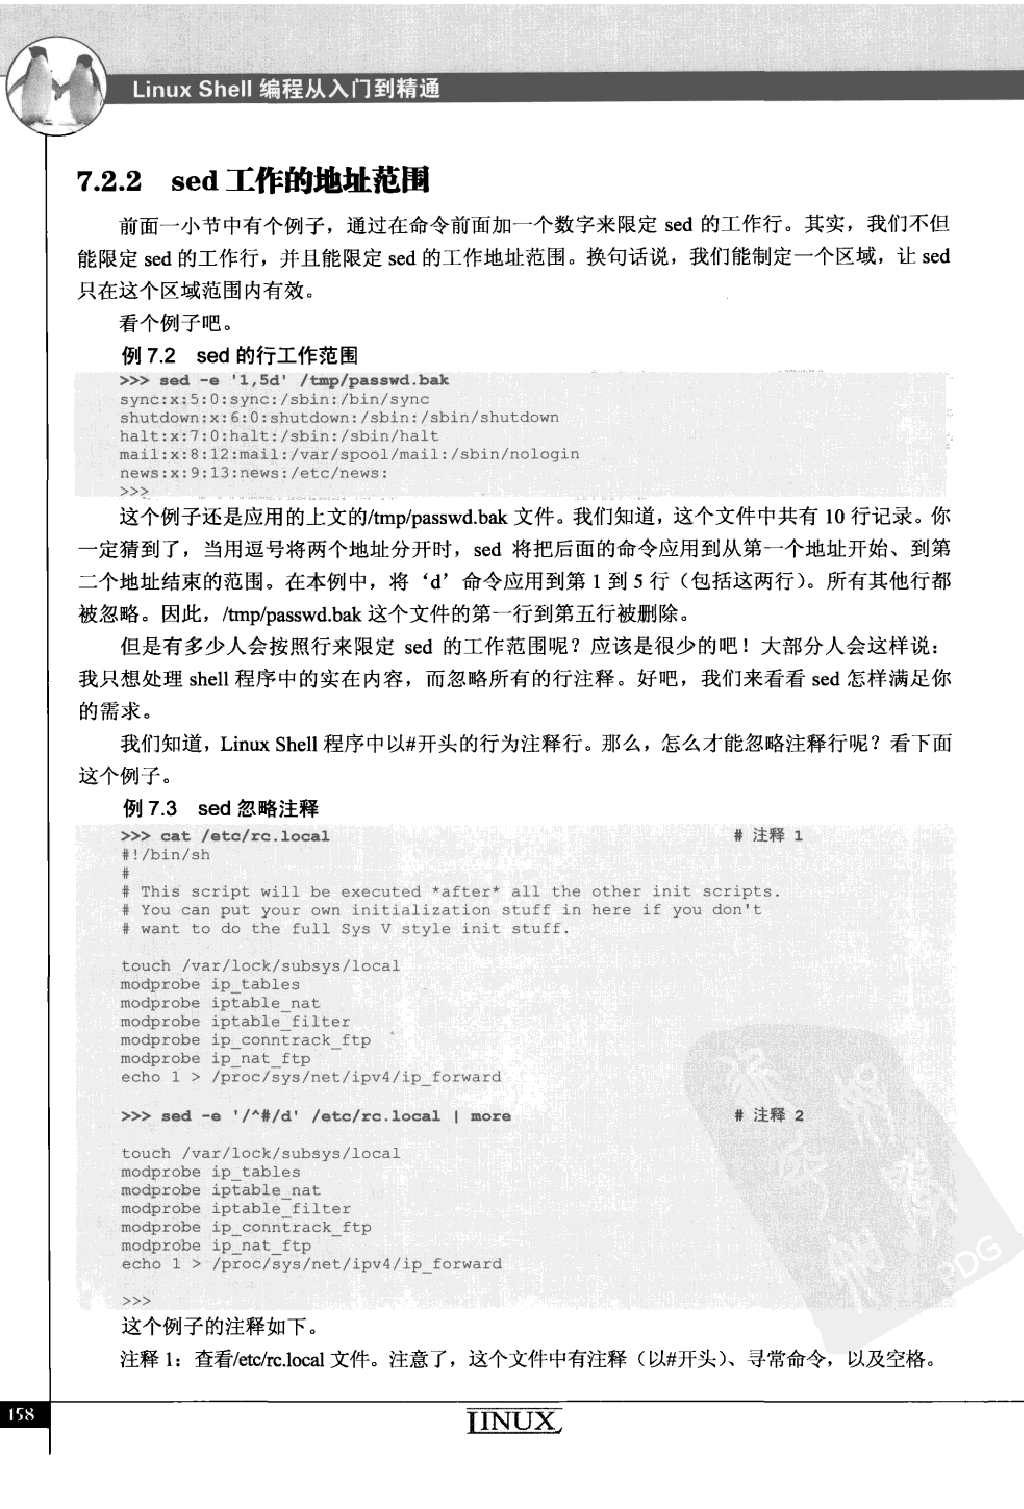 Linux Shell 编程从入门到精通
7.2.2 sed 工作的地址范围
前面一小节中有个例子，通过在命令前面加一个数字来限定 sed 的工作行。其实，我们不但
能限定 sed 的工作行，并且能限定 sed 的工作地址范围。换句话说，我们能制定一个区域，让 sed
只在这个区域范围内有效。
看个例子吧。
例 7.2 sed 的行工作范围
>>> sed -e '1,5d' /tmp/passwd.bak
sync:x:5:0:sync:/sbin:/bin/sync
shutdown:x:6:0:shutdown:/sbin:/sbin/shutdown
halt:x:7:0:halt:/sbin:/sbin/halt
mail:x:8:12:mail:/var/spool/mail:/sbin/nologin
news:x:9:13:news:/etc/news:
>>>
这个例子还是应用的上文的/tmp/passwd.bak 文件。我们知道，这个文件中共有 10 行记录。你
一定猜到了，当用逗号将两个地址分开时，sed 将把后面的命令应用到从第一个地址开始、到第
二个地址结束的范围。在本例中，将‘d’命令应用到第 1 到 5 行（包括这两行）。所有其他行都
被忽略。因此，/tmp/passwd.bak 这个文件的第一行到第五行被删除。
但是有多少人会按照行来限定 sed 的工作范围呢？应该是很少的吧！大部分人会这样说：
我只想处理 shell 程序中的实在内容，而忽略所有的行注释。好吧，我们来看看 sed 怎样满足你
的需求。
我们知道，Linux Shell 程序中以#开头的行为注释行。那么，怎么才能忽略注释行呢？看下面
这个例子。
例 7.3 sed 忽略注释
>>> cat /etc/rc.local # 注释 1
#!/bin/sh
#
# This script will be executed *after* all the other init scripts.
# You can put your own initialization stuff in here if you don't
# want to do the full Sys V style init stuff.
touch /var/lock/subsys/local
modprobe ip_tables
modprobe iptable_nat
modprobe iptable_filter
modprobe ip_conntrack_ftp
modprobe ip_nat_ftp
echo 1 > /proc/sys/net/ipv4/ip_forward
>>> sed -e '/^#/d' /etc/rc.local | more # 注释 2
touch /var/lock/subsys/local
modprobe ip_tables
modprobe iptable_nat
modprobe iptable_filter
modprobe ip_conntrack_ftp
modprobe ip_nat_ftp
echo 1 > /proc/sys/net/ipv4/ip_forward
>>>
PDG
这个例子的注释如下。
注释 1：查看/etc/rc.local 文件。注意了，这个文件中有注释（以#开头）、寻常命令，以及空格。
158
LINUX